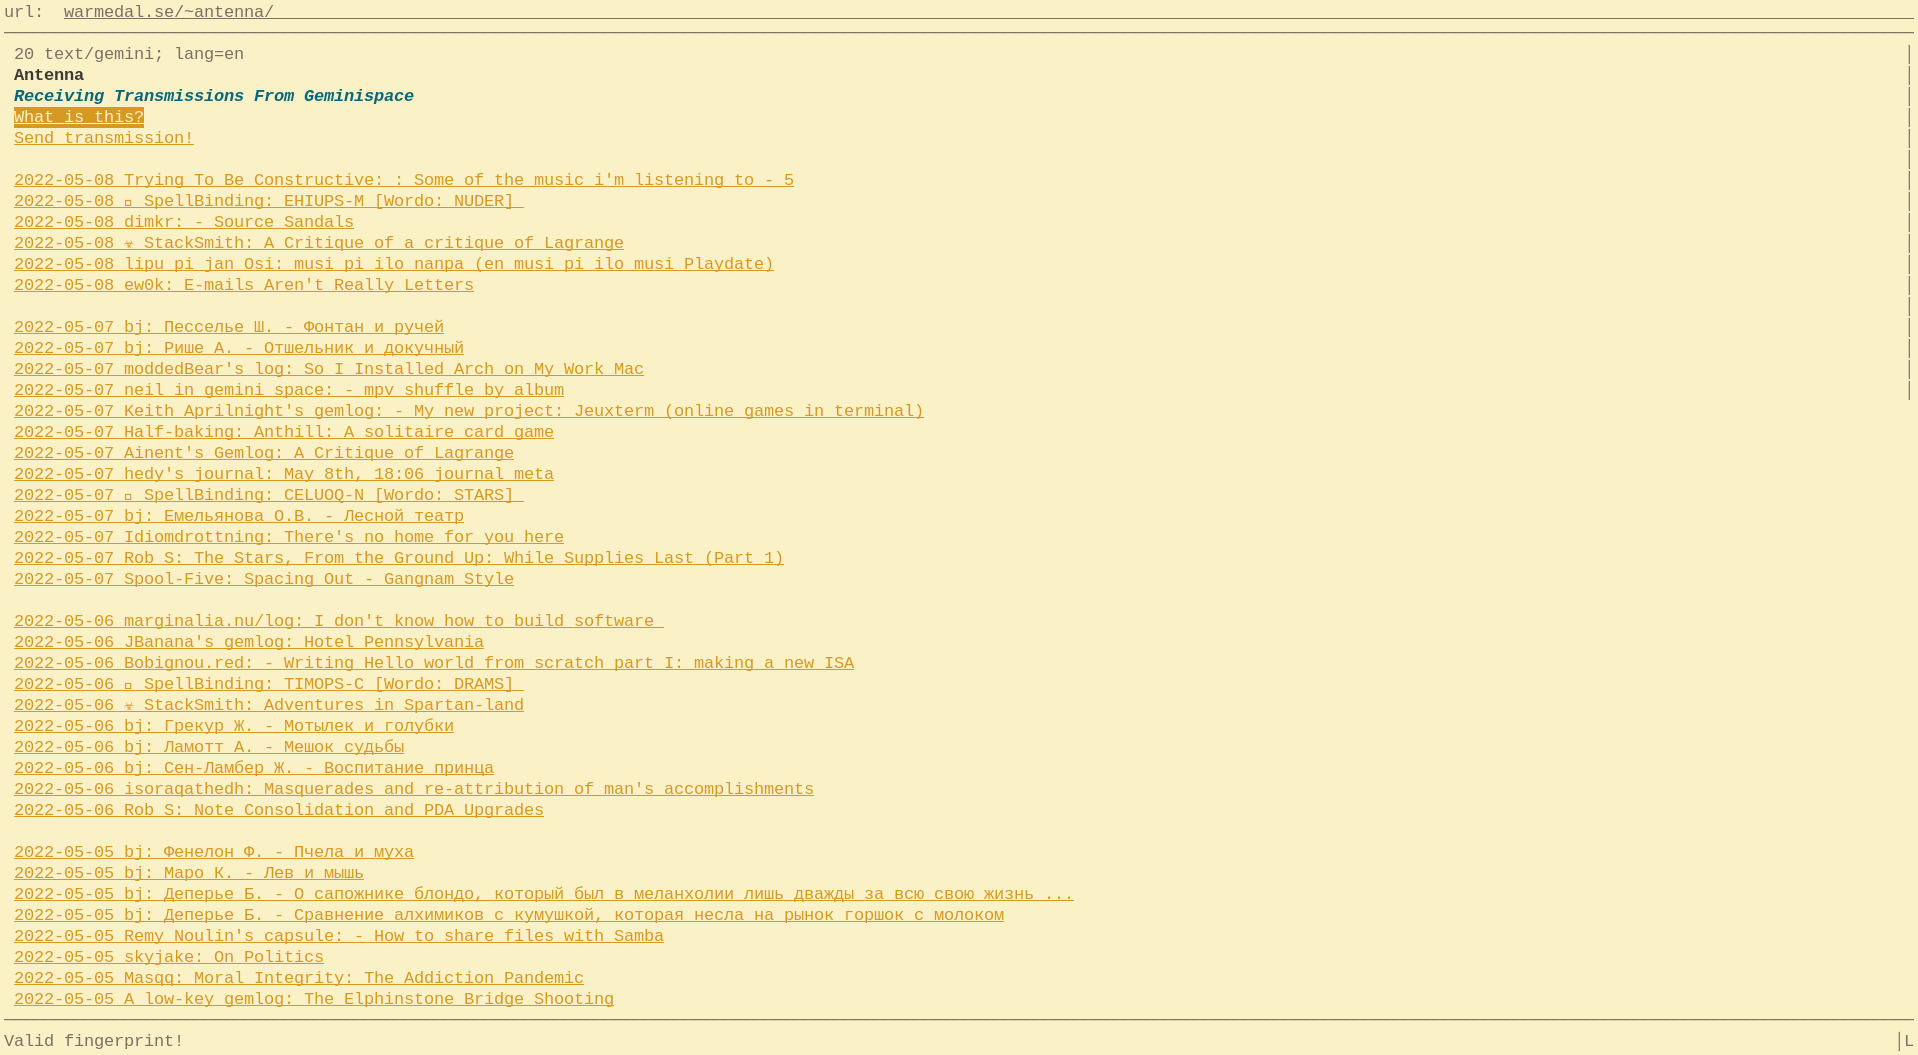 url: warmedal.se/~antenna/
20 text/gemini; lang=en
Antenna
Receiving Transmissions From Geminispace
What is this?
Send transmission!
2022-05-08 Trying To Be Constructive: : Some of the music i'm listening to - 5
2022-05-08 SpellBinding: EHIUPS-M [Wordo: NUDER]
2022-05-08 dimkr: - Source Sandals
2022-05-08 ☣ StackSmith: A Critique of a critique of Lagrange
2022-05-08 lipu pi jan Osi: musi pi ilo nanpa (en musi pi ilo musi Playdate)
2022-05-08 ew0k: E-mails Aren't Really Letters
2022-05-07 bj: Песселье Ш. - Фонтан и ручей
2022-05-07 bj: Рише А. - Отшельник и докучный
2022-05-07 moddedBear's log: So I Installed Arch on My Work Mac
2022-05-07 neil in gemini space: - mpv shuffle by album
2022-05-07 Keith Aprilnight's gemlog: - My new project: Jeuxterm (online games in terminal)
2022-05-07 Half-baking: Anthill: A solitaire card game
2022-05-07 Ainent's Gemlog: A Critique of Lagrange
2022-05-07 hedy's journal: May 8th, 18:06 journal meta
2022-05-07 SpellBinding: CELUOQ-N [Wordo: STARS]
2022-05-07 bj: Емельянова О.В. - Лесной театр
2022-05-07 Idiomdrottning: There's no home for you here
2022-05-07 Rob S: The Stars, From the Ground Up: While Supplies Last (Part 1)
2022-05-07 Spool-Five: Spacing Out - Gangnam Style
2022-05-06 marginalia.nu/log: I don't know how to build software
2022-05-06 JBanana's gemlog: Hotel Pennsylvania
2022-05-06 Bobignou.red: - Writing Hello world from scratch part I: making a new ISA
2022-05-06 SpellBinding: TIMOPS-C [Wordo: DRAMS]
2022-05-06 ☣ StackSmith: Adventures in Spartan-land
2022-05-06 bj: Грекур Ж. - Мотылек и голубки
2022-05-06 bj: Ламотт А. - Мешок судьбы
2022-05-06 bj: Сен-Ламбер Ж. - Воспитание принца
2022-05-06 isoraqathedh: Masquerades and re-attribution of man's accomplishments
2022-05-06 Rob S: Note Consolidation and PDA Upgrades
2022-05-05 bj: Фенелон Ф. - Пчела и муха
2022-05-05 bj: Маро К. - Лев и мышь
2022-05-05 bj: Деперье Б. - О сапожнике блондо, который был в меланхолии лишь дважды за всю свою жизнь ...
2022-05-05 bj: Деперье Б. - Сравнение алхимиков с кумушкой, которая несла на рынок горшок с молоком
2022-05-05 Remy Noulin's capsule: - How to share files with Samba
2022-05-05 skyjake: On Politics
2022-05-05 Masqq: Moral Integrity: The Addiction Pandemic
2022-05-05 A low-key gemlog: The Elphinstone Bridge Shooting
Valid fingerprint!
L